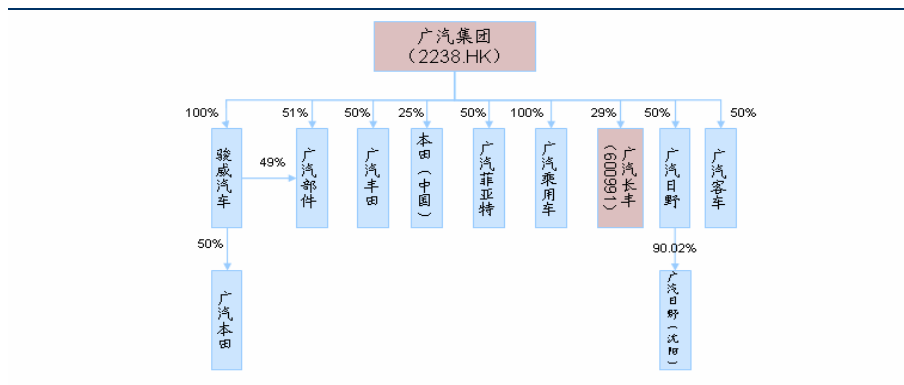 广汽集团
（2238.HK）
100%
51%
50%
25%
50%
100%
29%
50%
50%
骏威汽车
49%
广汽部件
广汽丰田
本田（中国）
广汽菲亚特
广汽乘用车
广汽长丰
（600991）
广汽日野
广汽客车
50%
90.02%
广汽本田
广汽日野（沈阳）